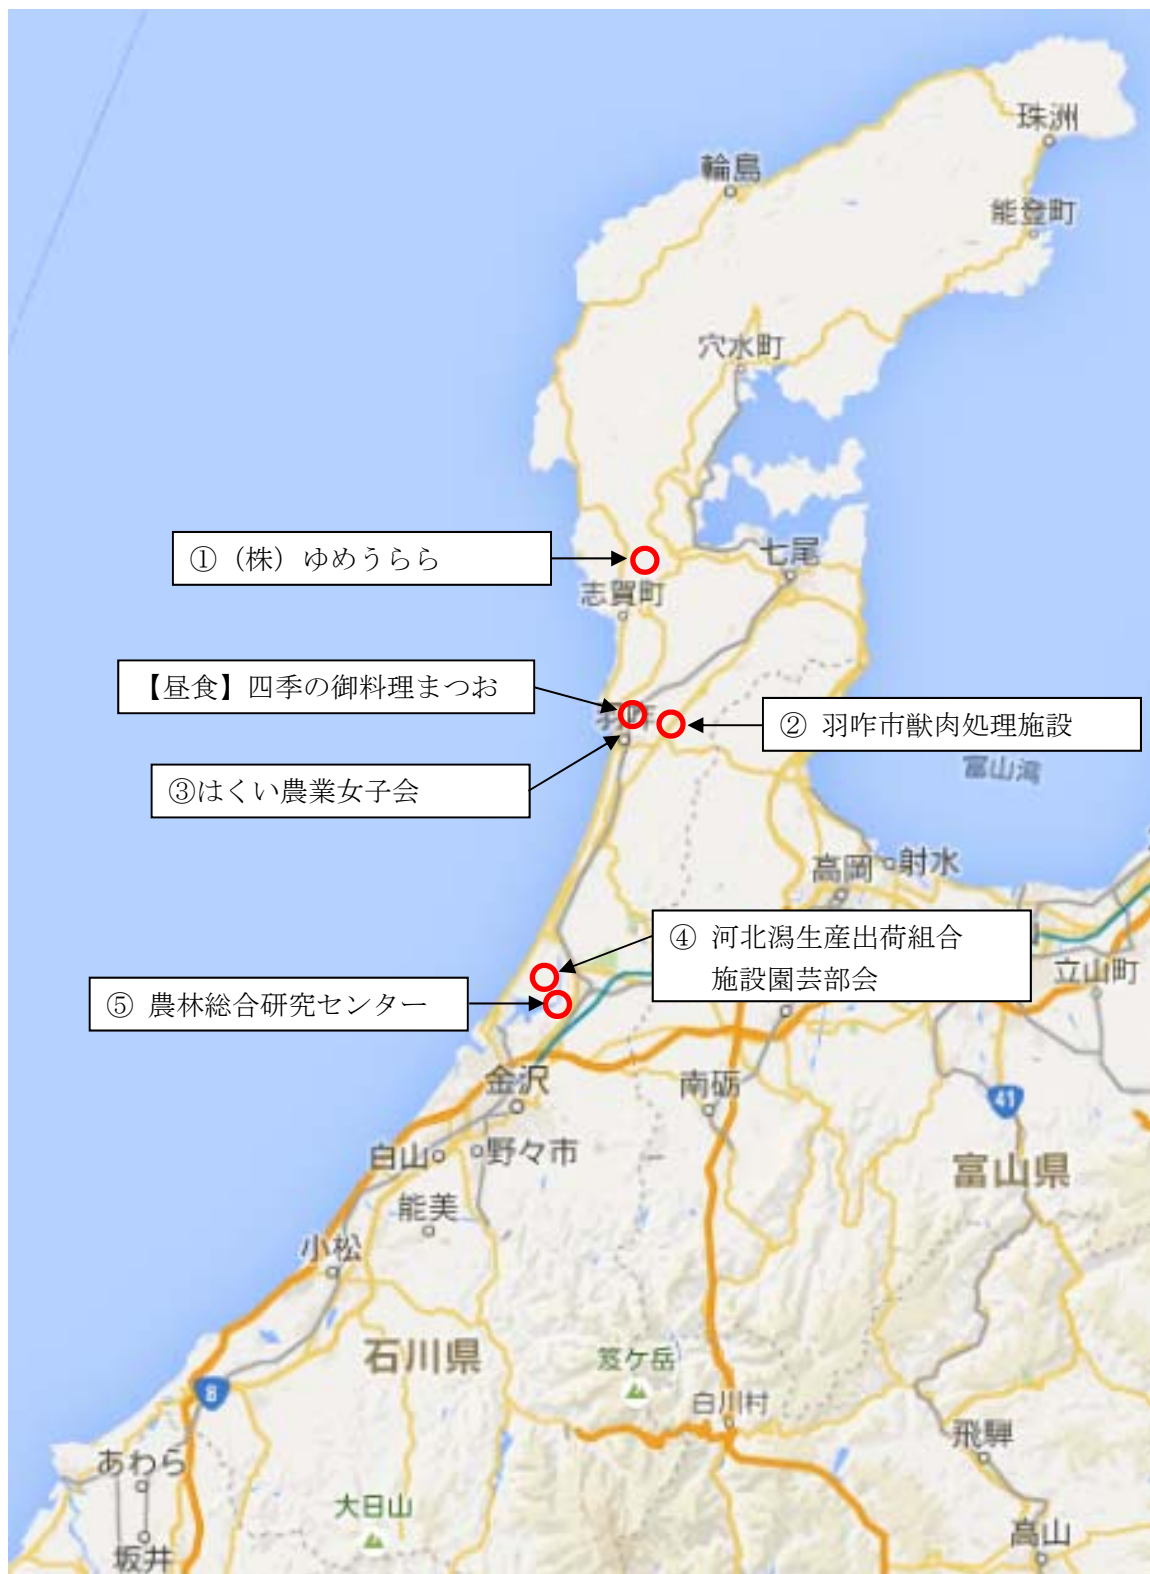 珠洲
輪島
能登町
穴水町
① （株）ゆめうらら
七尾
志賀町
【昼食】四季の御料理まつお
羽咋
② 羽咋市獣肉処理施設
富山湾
③はくい農業女子会
高岡
射水
④ 河北潟生産出荷組合
施設園芸部会
立山町
⑤ 農林総合研究センター
金沢
南砺
41
白山
野々市
富山県
能美
小松
石川県
笈ケ岳
8
白川村
飛騨
あわら
大日山
高山
坂井